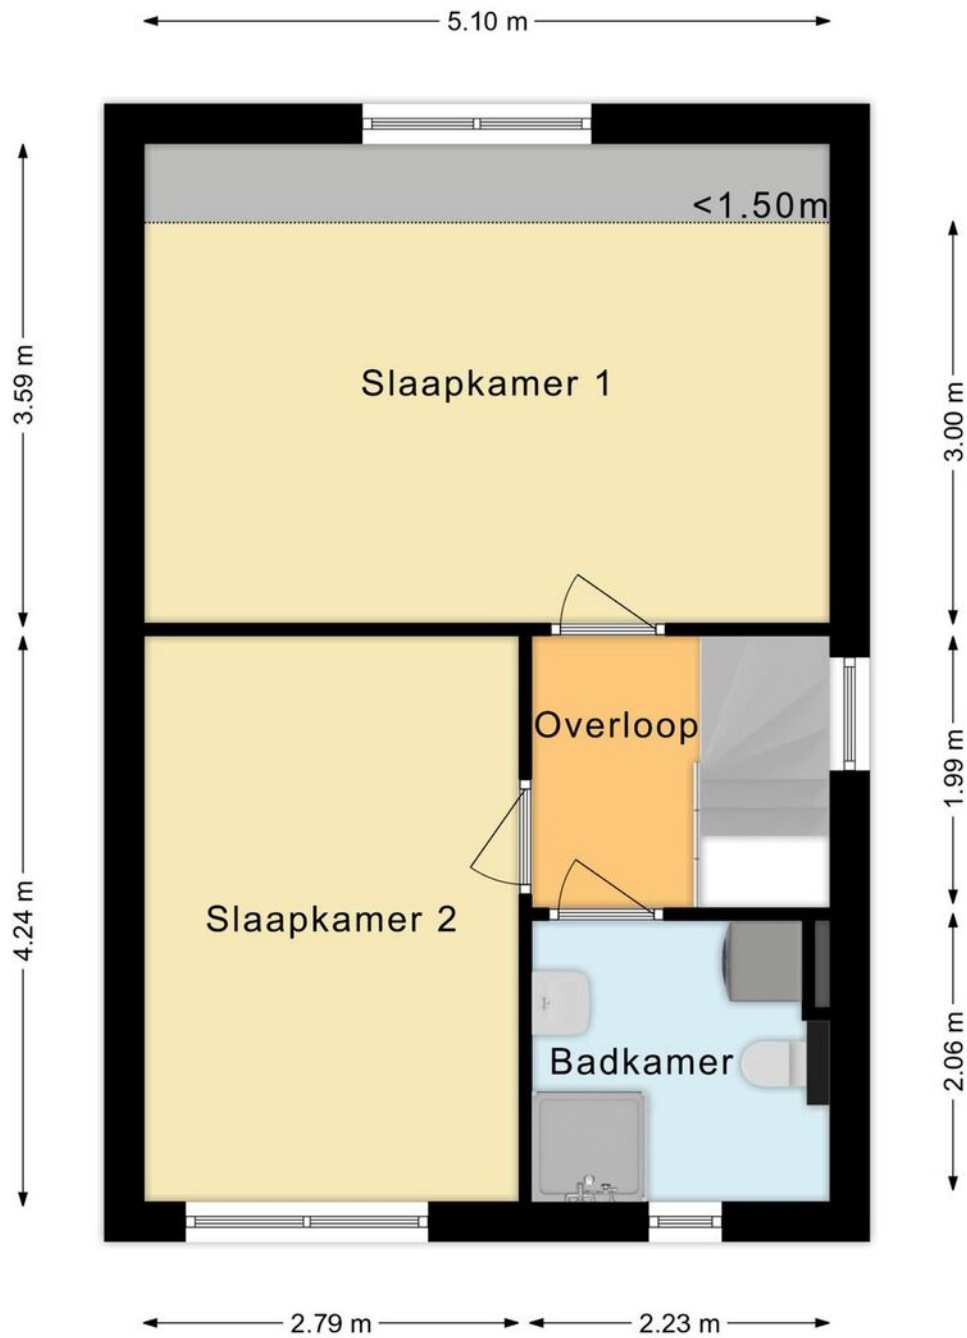 5.10 m
<1.50m
3.59 m
Slaapkamer 1
3.00 m
Overloop
1.99 m
4.24 m
Slaapkamer 2
Badkamer
2.06 m
2.79 m
2.23 m